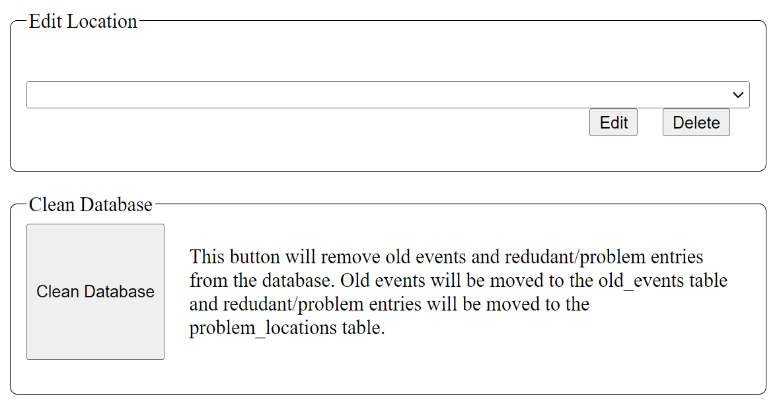 Edit Location
Edit Delete
Clean Database
Clean Database
This button will remove old events and redudant/problem entries
from the database. Old events will be moved to the old_events table
and redudant/problem entries will be moved to the
problem_locations table.